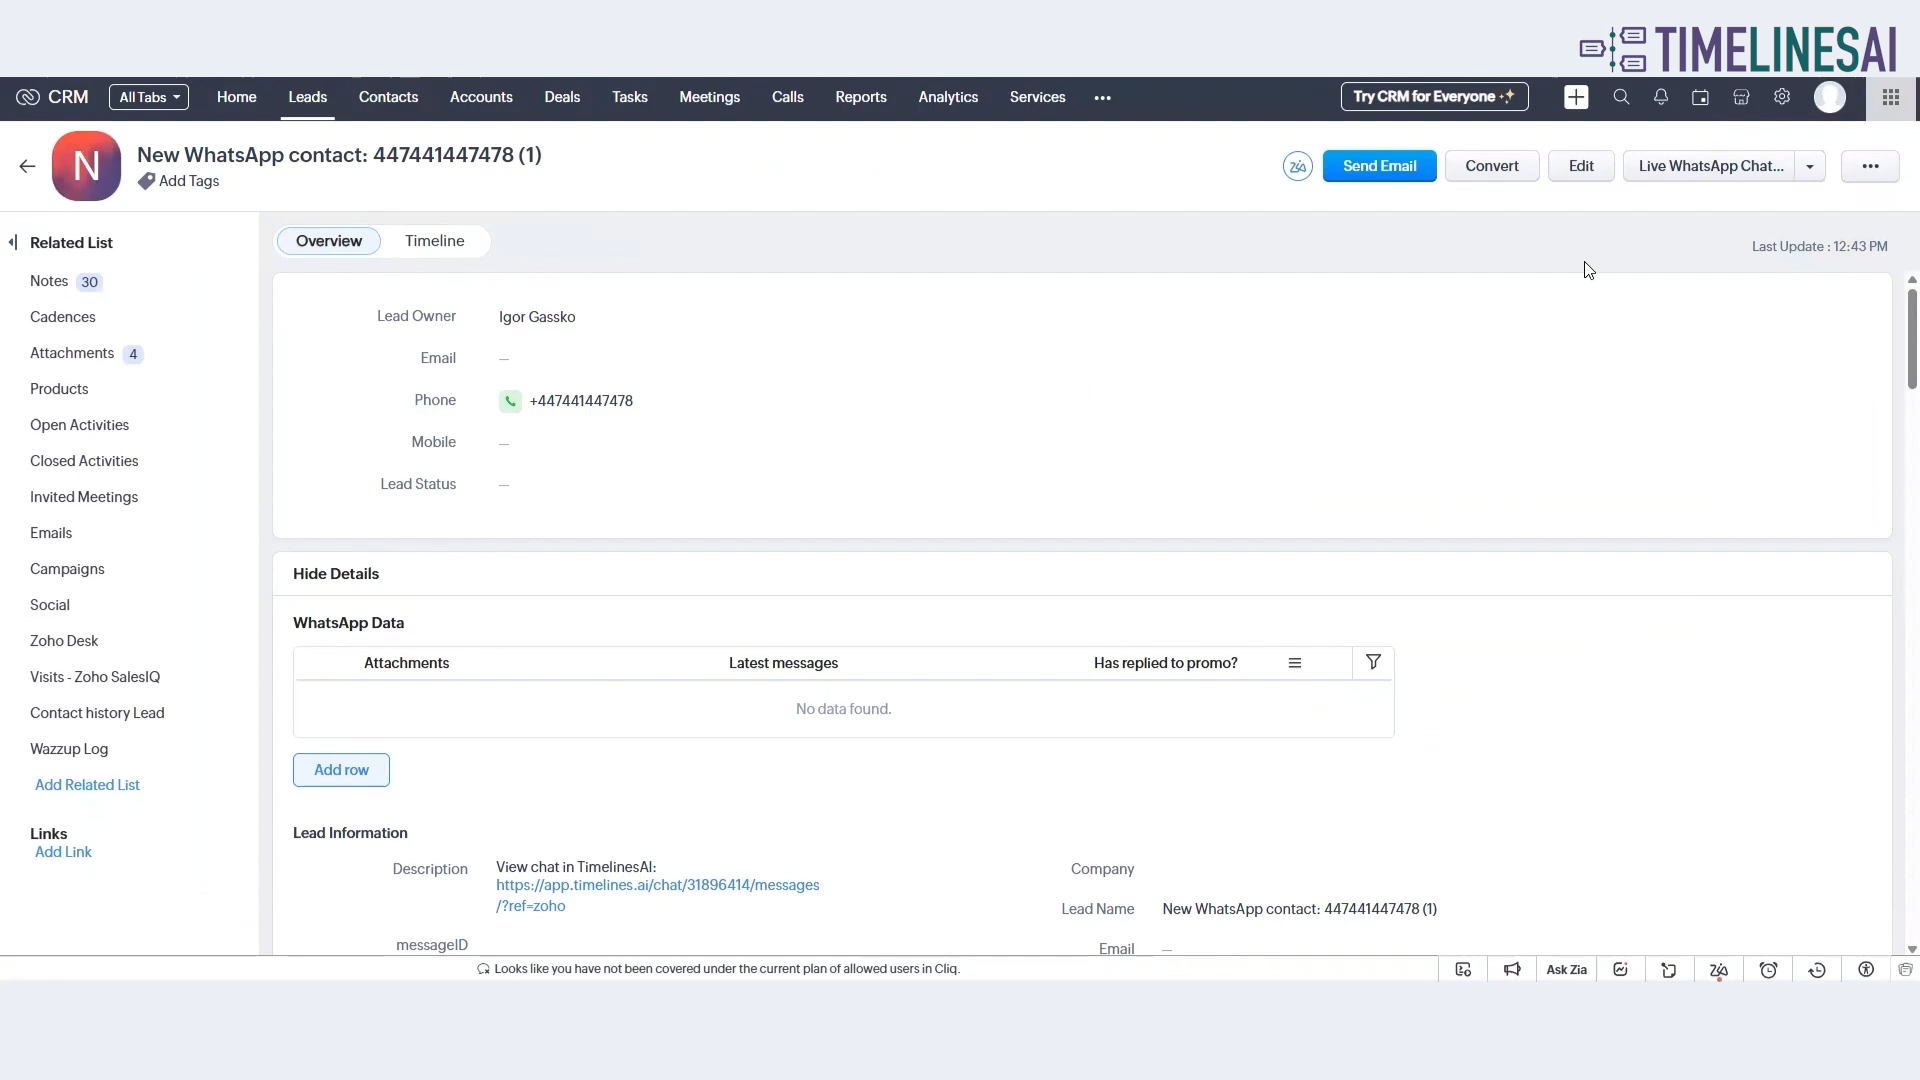 TIMELINESAI
CRM All Tabs Home Leads Contacts Accounts Deals Tasks Meetings Calls Reports Analytics Services Try CRM for Everyone
N
New WhatsApp contact: 447441447478 (1)
Add Tags
Send Email Convert Edit Live WhatsApp Chat...
Related List
Notes 30
Cadences
Attachments 4
Products
Open Activities
Closed Activities
Invited Meetings
Emails
Campaigns
Social
Zoho Desk
Visits - Zoho SalesIQ
Contact history Lead
Wazzup Log
Add Related List
Links
Add Link
Overview Timeline
Last Update : 12:43 PM
Lead Owner Igor Gassko
Email —
Phone +447441447478
Mobile —
Lead Status —
Hide Details
WhatsApp Data
Attachments Latest messages Has replied to promo?
No data found.
Add row
Lead Information
Description View chat in TimelinesAI:
https://app.timelines.ai/chat/31896414/messages
/?ref=zoho
messageID
Company
Lead Name New WhatsApp contact: 447441447478 (1)
Email —
Looks like you have not been covered under the current plan of allowed users in Cliq.
Ask Zia